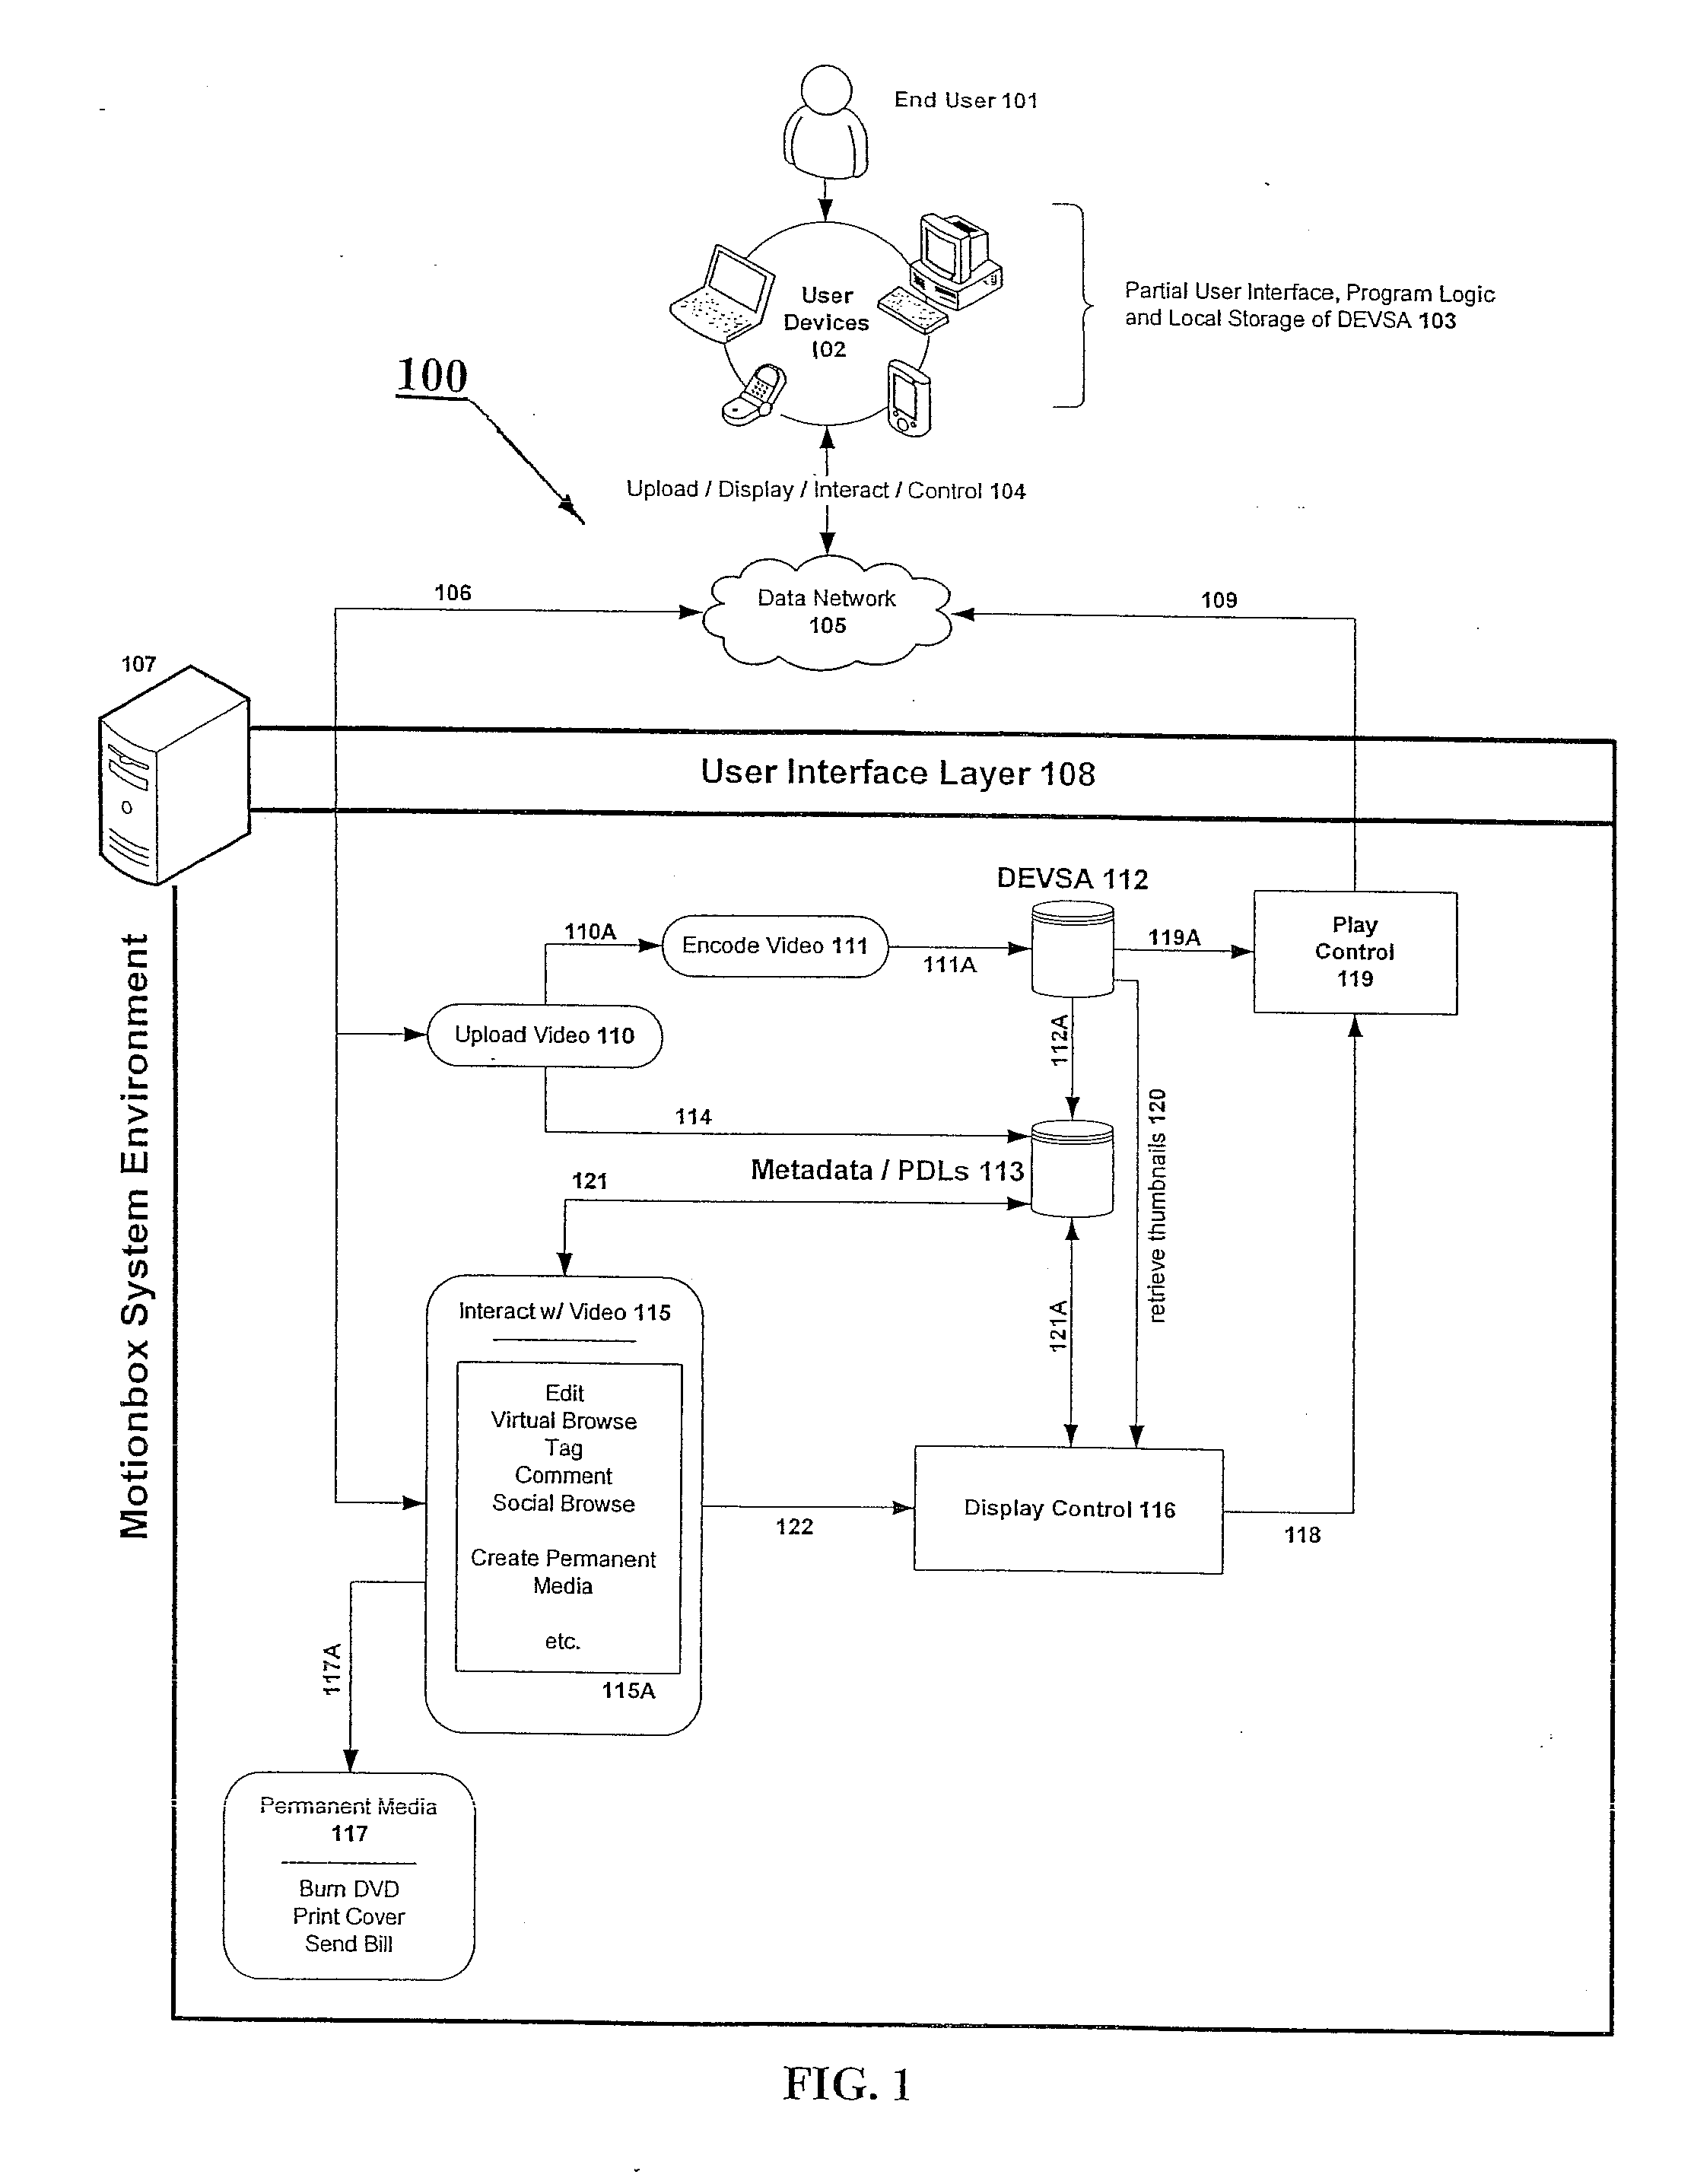 End User 101
User
Devices
102
Partial User Interface, Program Logic
and Local Storage of DEVSA 103
100
Upload / Display / Interact / Control 104
106
Data Network
105
109
107
User Interface Layer 108
Motionbox System Environment
DEVSA 112
110A
Encode Video 111
111A
119A
Play
Control
119
Upload Video 110
112A
114
Metadata / PDLs 113
retrieve thumbnails 120
121
121A
Interact w/ Video 115
Edit
Virtual Browse
Tag
Comment
Social Browse
Create Permanent
Media
etc.
115A
122
Display Control 116
118
117A
Permanent Media
117
Burn DVD
Print Cover
Send Bill
FIG. 1